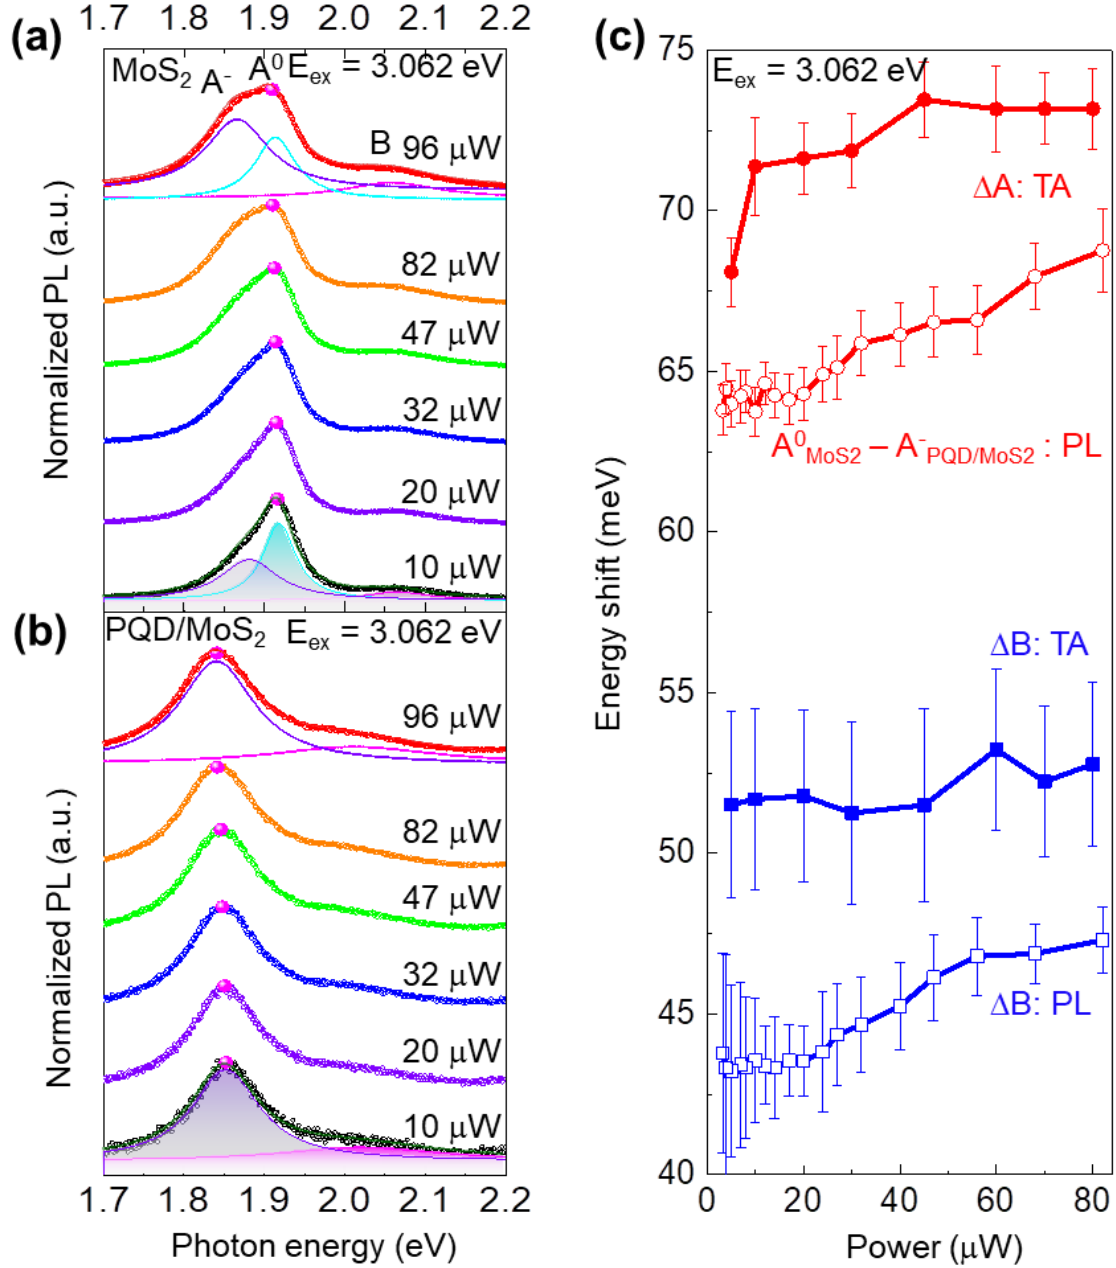 (a)
1.7 1.8 1.9 2.0 2.1 2.2
MoS2 A- A0 Eex = 3.062 eV
B 96 μW
82 μW
47 μW
32 μW
20 μW
10 μW
Normalized PL (a.u.)
(b)
PQD/MoS2 Eex = 3.062 eV
96 μW
82 μW
47 μW
32 μW
20 μW
10 μW
Normalized PL (a.u.)
1.7 1.8 1.9 2.0 2.1 2.2
Photon energy (eV)
(c)
Eex = 3.062 eV
ΔA: TA
A0MoS2 – A-PQD/MoS2 : PL
ΔB: TA
ΔB: PL
75
70
65
60
55
50
45
40
Energy shift (meV)
0 20 40 60 80
Power (μW)